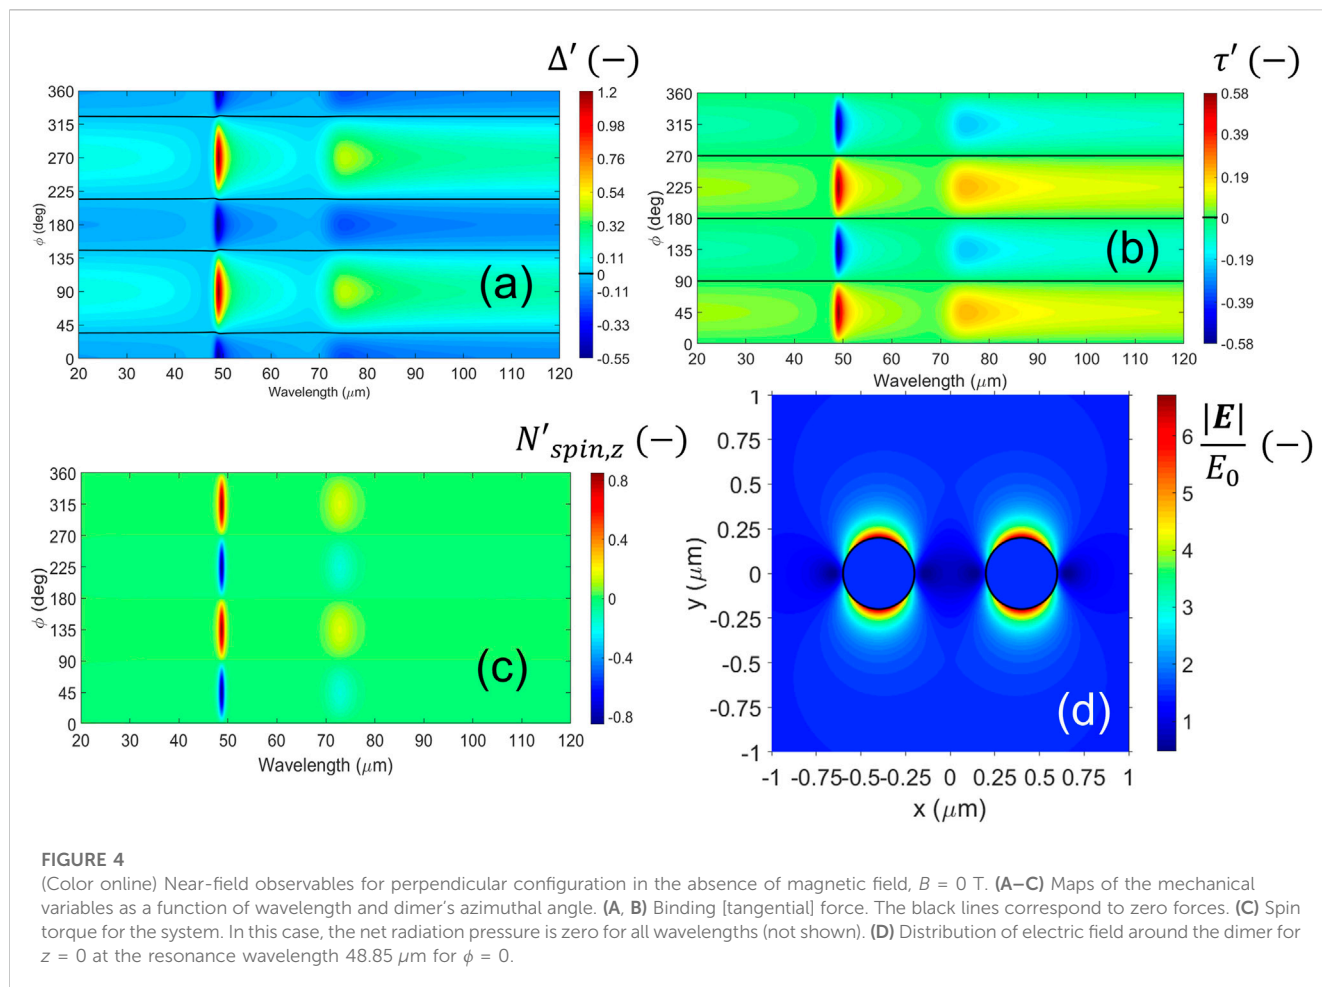 Δ′ (−)
360
315
270
225
180
135
90
45
0
ϕ (deg)
20 30 40 50 60 70 80 90 100 110 120
Wavelength (μm)
(a)
1.2
0.98
0.76
0.54
0.32
0
-0.11
-0.33
-0.55
τ′ (−)
360
315
270
225
180
135
90
45
0
ϕ (deg)
20 30 40 50 60 70 80 90 100 110 120
Wavelength (μm)
(b)
0.58
0.39
0.19
0
-0.19
-0.39
-0.58
N′spin,z (−)
360
315
270
225
180
135
90
45
0
ϕ (deg)
20 30 40 50 60 70 80 90 100 110 120
Wavelength (μm)
(c)
0.8
0.4
0
-0.4
-0.8
|E|
E0
(−)
1
0.75
0.5
0.25
0
-0.25
-0.5
-0.75
-1
y (μm)
-1 -0.75 -0.5 -0.25 0 0.25 0.5 0.75 1
x (μm)
(d)
6
5
4
3
2
1
FIGURE 4
(Color online) Near-field observables for perpendicular configuration in the absence of magnetic field, B = 0 T. (A–C) Maps of the mechanical
variables as a function of wavelength and dimer's azimuthal angle. (A, B) Binding [tangential] force. The black lines correspond to zero forces. (C) Spin
torque for the system. In this case, the net radiation pressure is zero for all wavelengths (not shown). (D) Distribution of electric field around the dimer for
z = 0 at the resonance wavelength 48.85 μm for ϕ = 0.